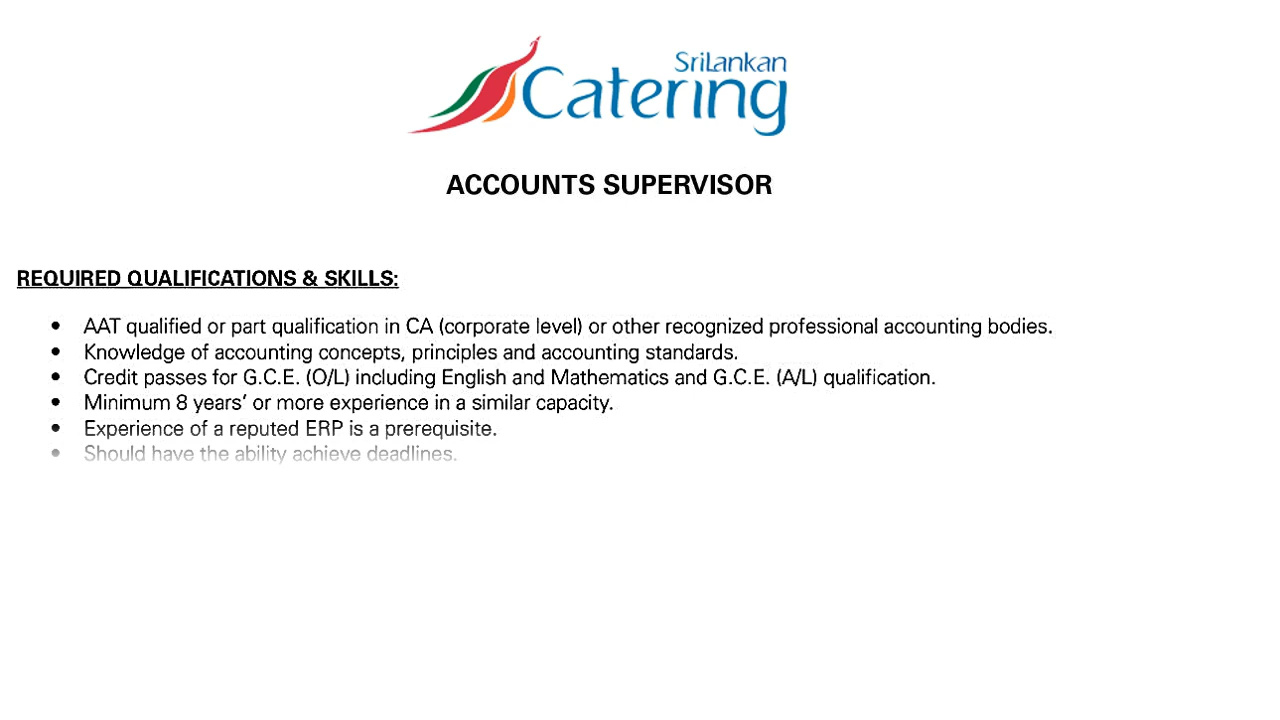 SriLankan
Catering
ACCOUNTS SUPERVISOR
REQUIRED QUALIFICATIONS & SKILLS:
• AAT qualified or part qualification in CA (corporate level) or other recognized professional accounting bodies.
• Knowledge of accounting concepts, principles and accounting standards.
• Credit passes for G.C.E. (O/L) including English and Mathematics and G.C.E. (A/L) qualification.
• Minimum 8 years’ or more experience in a similar capacity.
• Experience of a reputed ERP is a prerequisite.
• Should have the ability achieve deadlines.